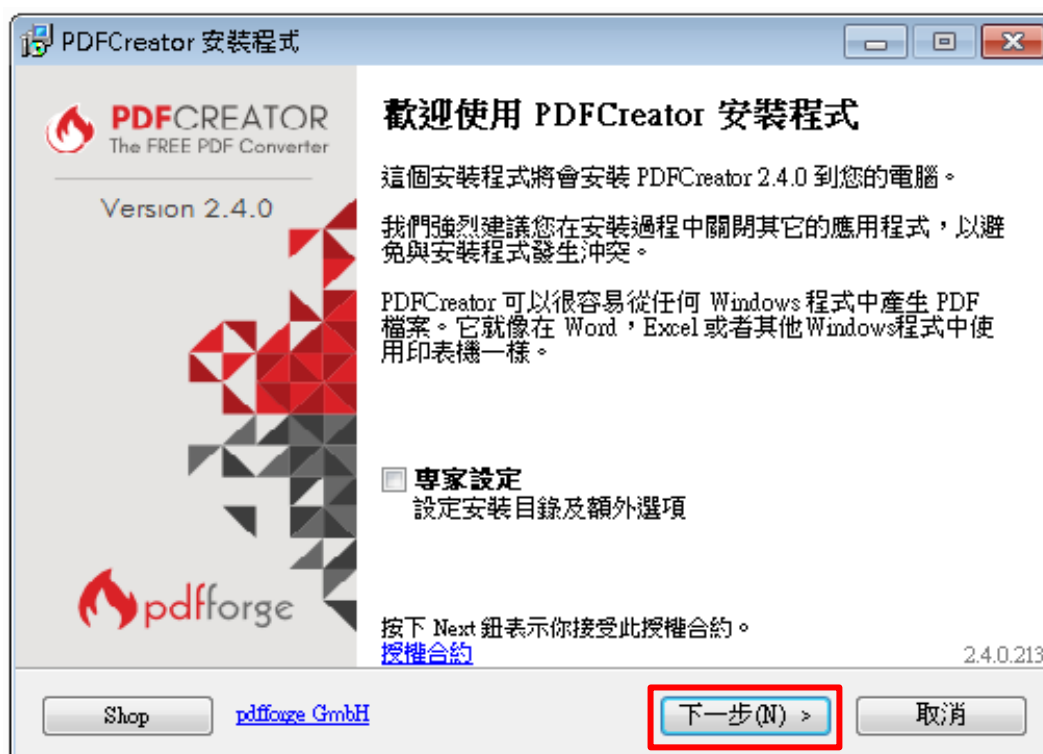 PDFCreator 安裝程式
PDFCREATOR
The FREE PDF Converter
Version 2.4.0
歡迎使用 PDFCreator 安裝程式
這個安裝程式將會安裝 PDFCreator 2.4.0 到您的電腦。
我們強烈建議您在安裝過程中關閉其它的應用程式，以避
免與安裝程式發生沖突。
PDFCreator 可以很容易從任何 Windows 程式中產生 PDF
檔案。它就像在 Word，Excel 或者其他Windows程式中使
用印表機一樣。
專家設定
設定安裝目錄及額外選項
pdfforge
按下 Next 鈕表示你接受此授權合約。
授權合約
2.4.0.213
Shop
pdfforge GmbH
下一步(N) >
取消